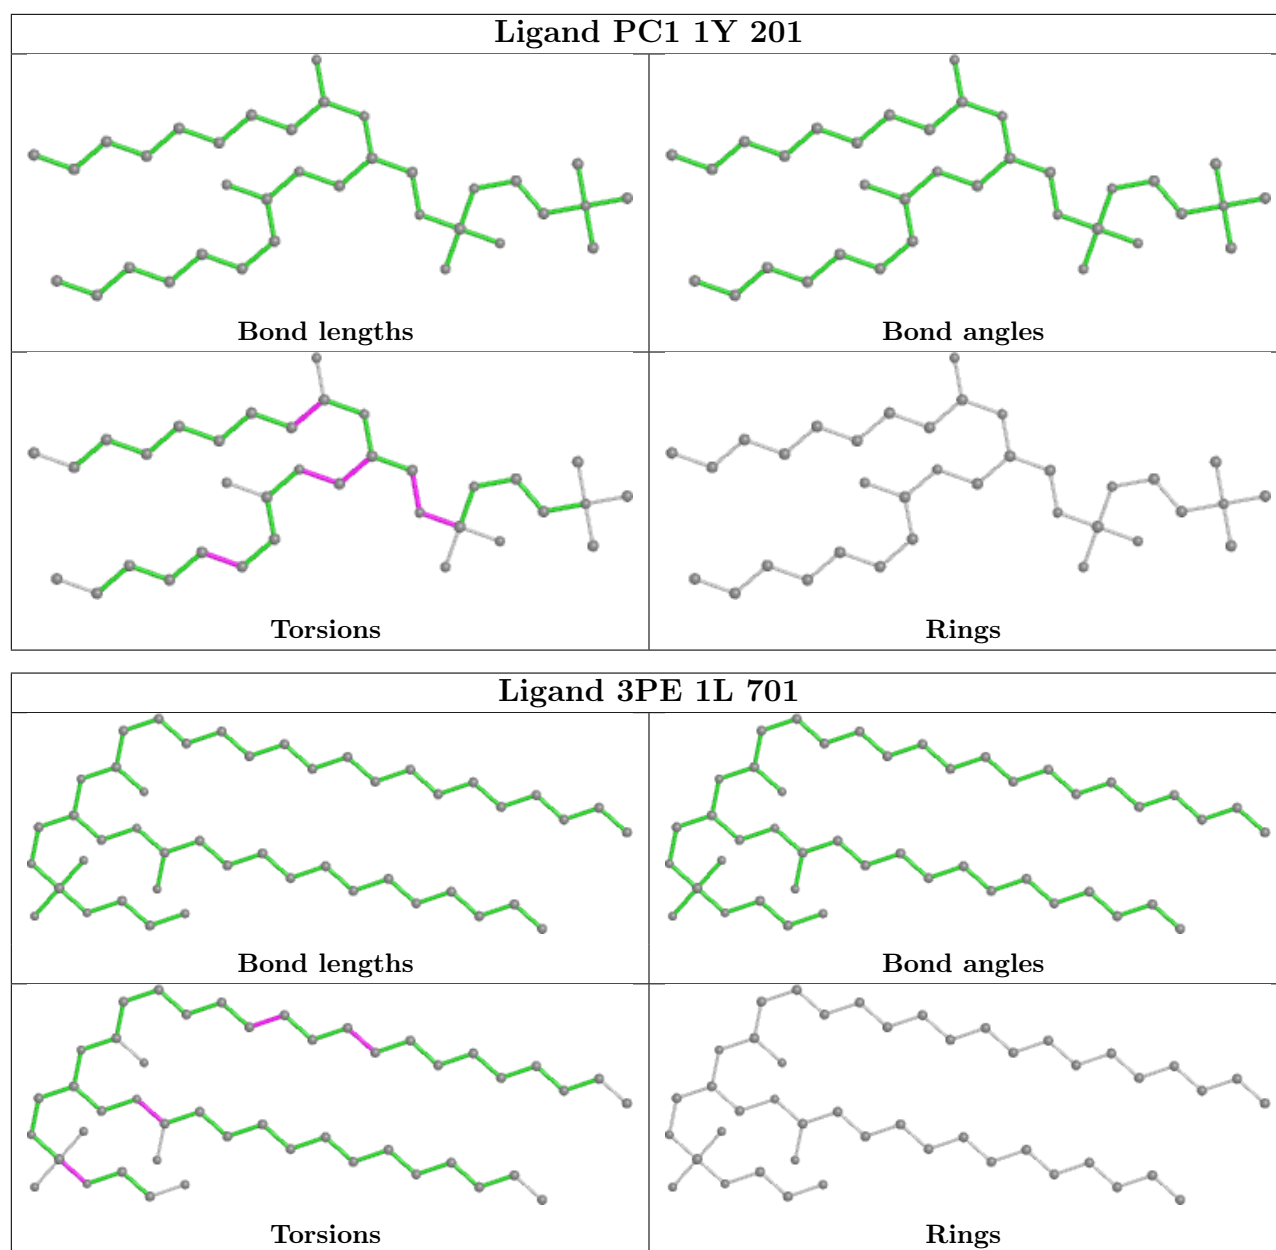 Ligand PC1 1Y 201
Bond lengths
Bond angles
Torsions
Rings
Ligand 3PE 1L 701
Bond lengths
Bond angles
Torsions
Rings